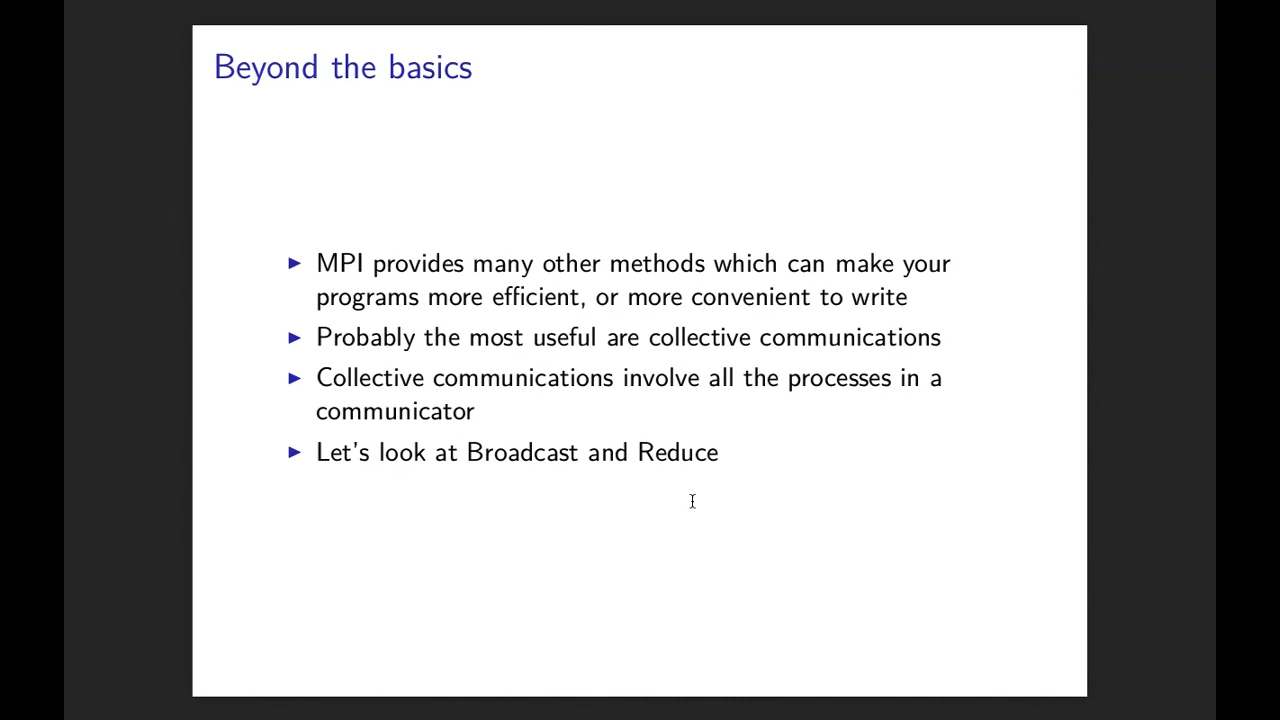 Beyond the basics
MPI provides many other methods which can make your
programs more efficient, or more convenient to write
Probably the most useful are collective communications
Collective communications involve all the processes in a
communicator
Let's look at Broadcast and Reduce